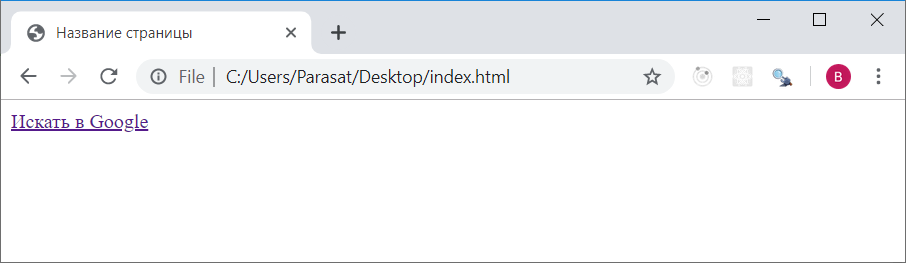 Название страницы
File C:/Users/Parasat/Desktop/index.html
B
Искать в Google